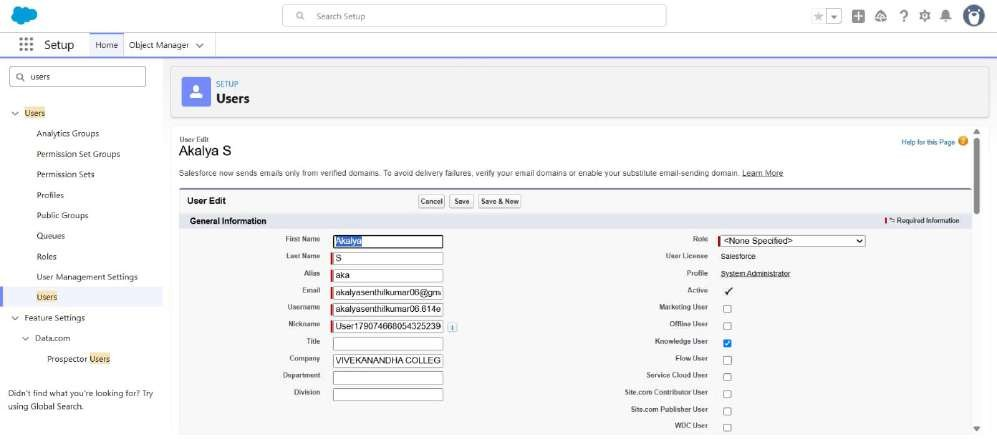 Search Setup
Setup
Home
Object Manager
users
Users
Analytics Groups
Permission Set Groups
Permission Sets
Profiles
Public Groups
Queues
Roles
User Management Settings
Users
Feature Settings
Data.com
Prospector Users
Didn't find what you're looking for? Try
using Global Search.
SETUP
Users
User Edit
Akalya S
Help for this Page
Salesforce now sends emails only from verified domains. To avoid delivery failures, verify your email domains or enable your substitute email-sending domain. Learn More
User Edit
Cancel
Save
Save & New
General Information
= Required Information
First Name Akalya
Last Name S
Alias aka
Email akalyasenthilkumar06@gm
Username akalyasenthilkumar06.614e
Nickname User179074668054325239
Title
Company VIVEKANANDHA COLLEG
Department
Division
Role <None Specified>
User License Salesforce
Profile System Administrator
Active
Marketing User
Offline User
Knowledge User
Flow User
Service Cloud User
Site.com Contributor User
Site.com Publisher User
WDC User